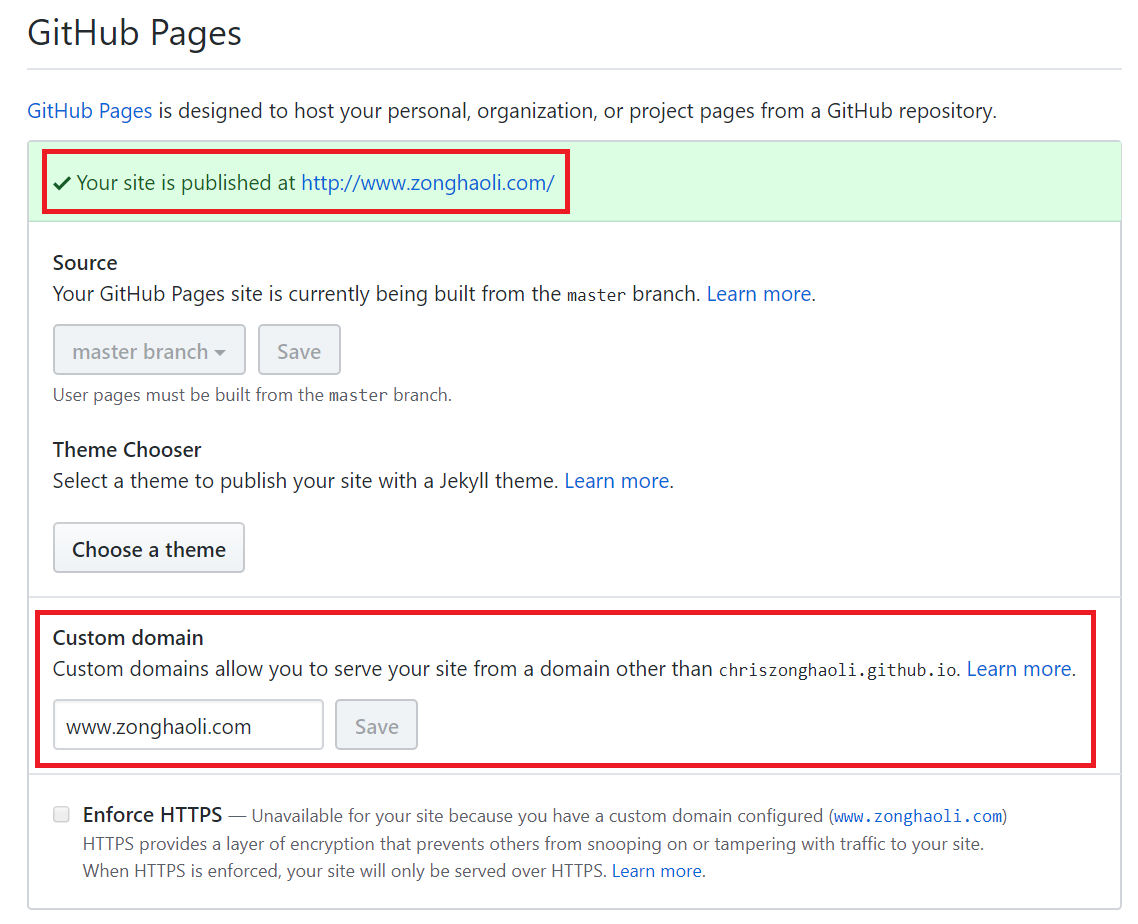 GitHub Pages
GitHub Pages is designed to host your personal, organization, or project pages from a GitHub repository.
Your site is published at http://www.zonghaoli.com/
Source
Your GitHub Pages site is currently being built from the master branch. Learn more.
master branch Save
User pages must be built from the master branch.
Theme Chooser
Select a theme to publish your site with a Jekyll theme. Learn more.
Choose a theme
Custom domain
Custom domains allow you to serve your site from a domain other than chriszonghaoli.github.io. Learn more.
www.zonghaoli.com Save
Enforce HTTPS — Unavailable for your site because you have a custom domain configured (www.zonghaoli.com)
HTTPS provides a layer of encryption that prevents others from snooping on or tampering with traffic to your site.
When HTTPS is enforced, your site will only be served over HTTPS. Learn more.